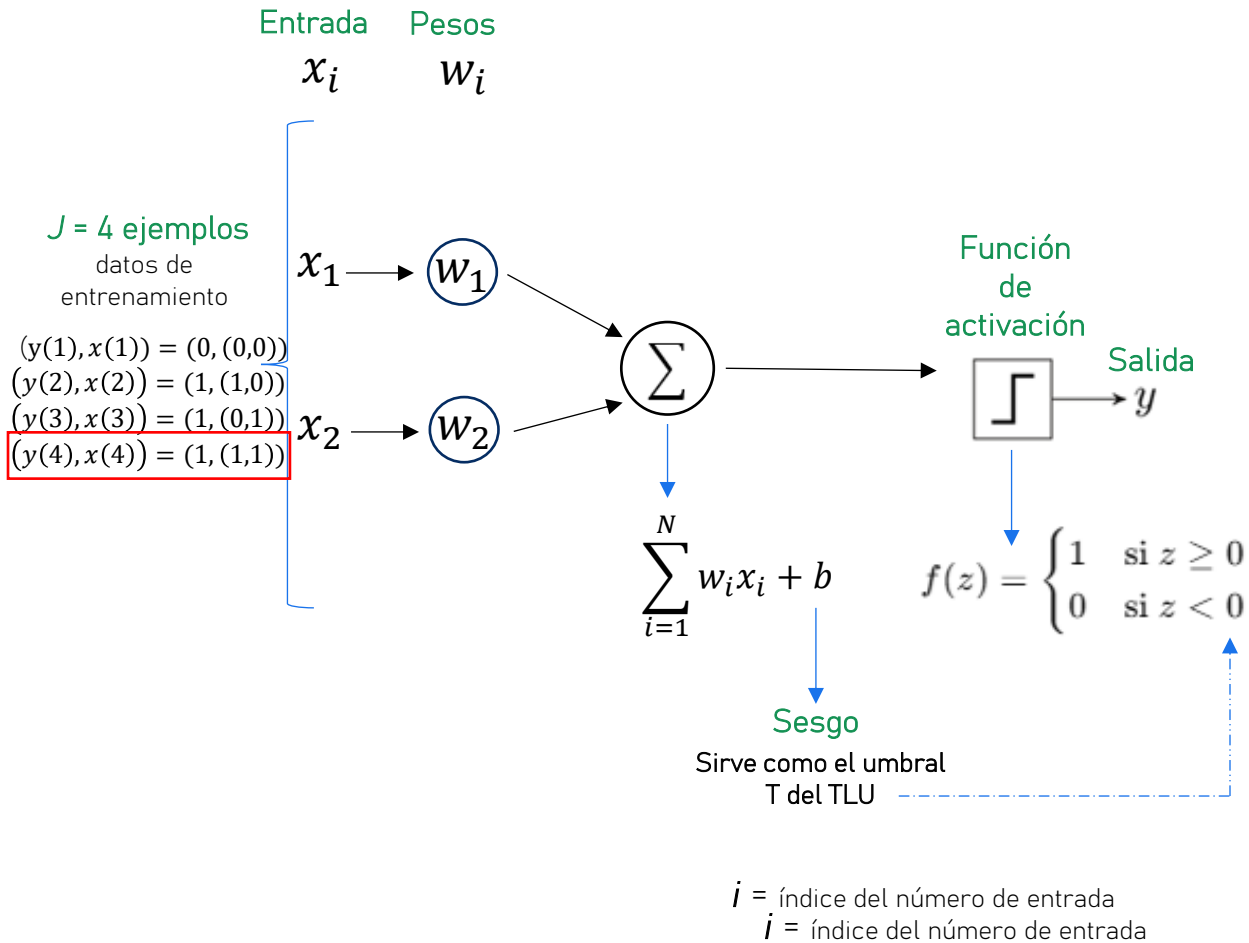 Entrada Pesos
x_i w_i
J = 4 ejemplos
datos de
entrenamiento
(y(1), x(1)) = (0, (0,0))
(y(2), x(2)) = (1, (1,0))
(y(3), x(3)) = (1, (0,1))
(y(4), x(4)) = (1, (1,1))
x_1 w_1
x_2 w_2
∑
∑_{i=1}^{N} w_i x_i + b
Sesgo
Sirve como el umbral
T del TLU
Función
de
activación
Salida
y
f(z) = { 1 si z ≥ 0
0 si z < 0
i = índice del número de entrada
i = índice del número de entrada